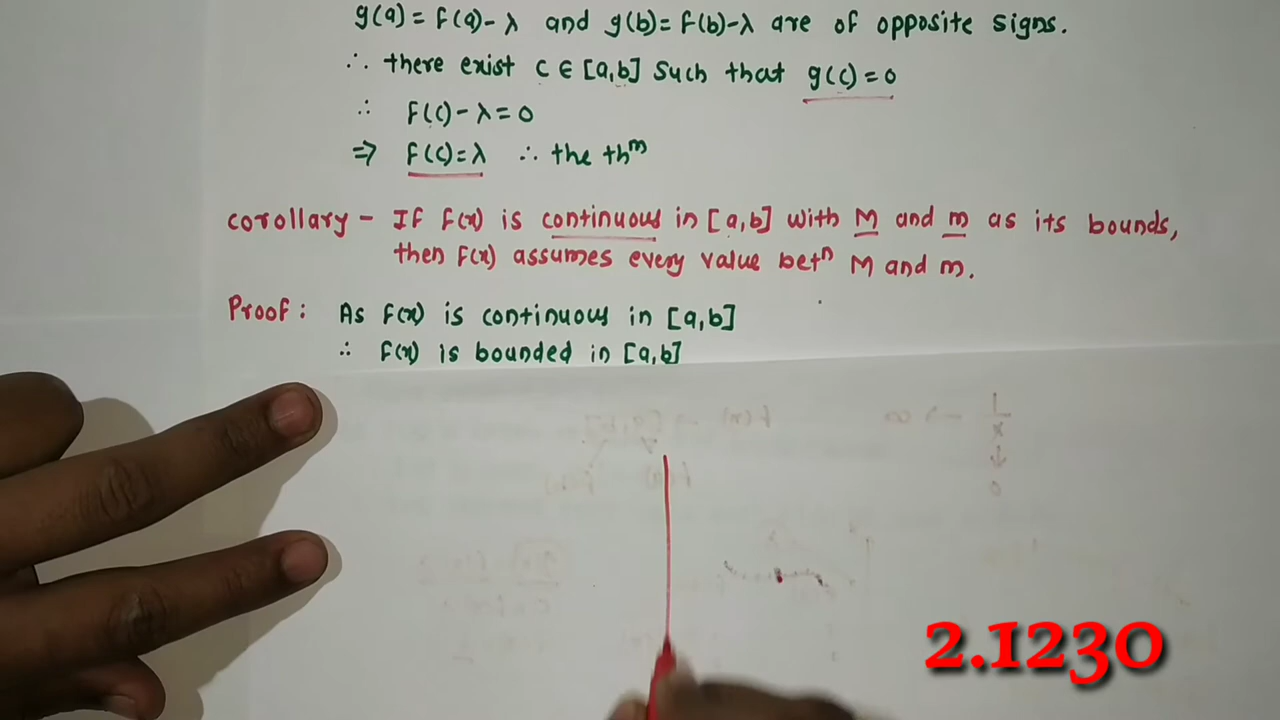 g(a) = f(a) - λ and g(b) = f(b) - λ are of opposite signs.
∴ there exist c ∈ [a,b] such that g(c) = 0
∴ f(c) - λ = 0
⇒ f(c) = λ ∴ the thᵐ
corollary - If f(x) is continuous in [a,b] with M and m as its bounds,
then f(x) assumes every value betⁿ M and m.
Proof: As f(x) is continuous in [a,b]
∴ f(x) is bounded in [a,b]
2.1230